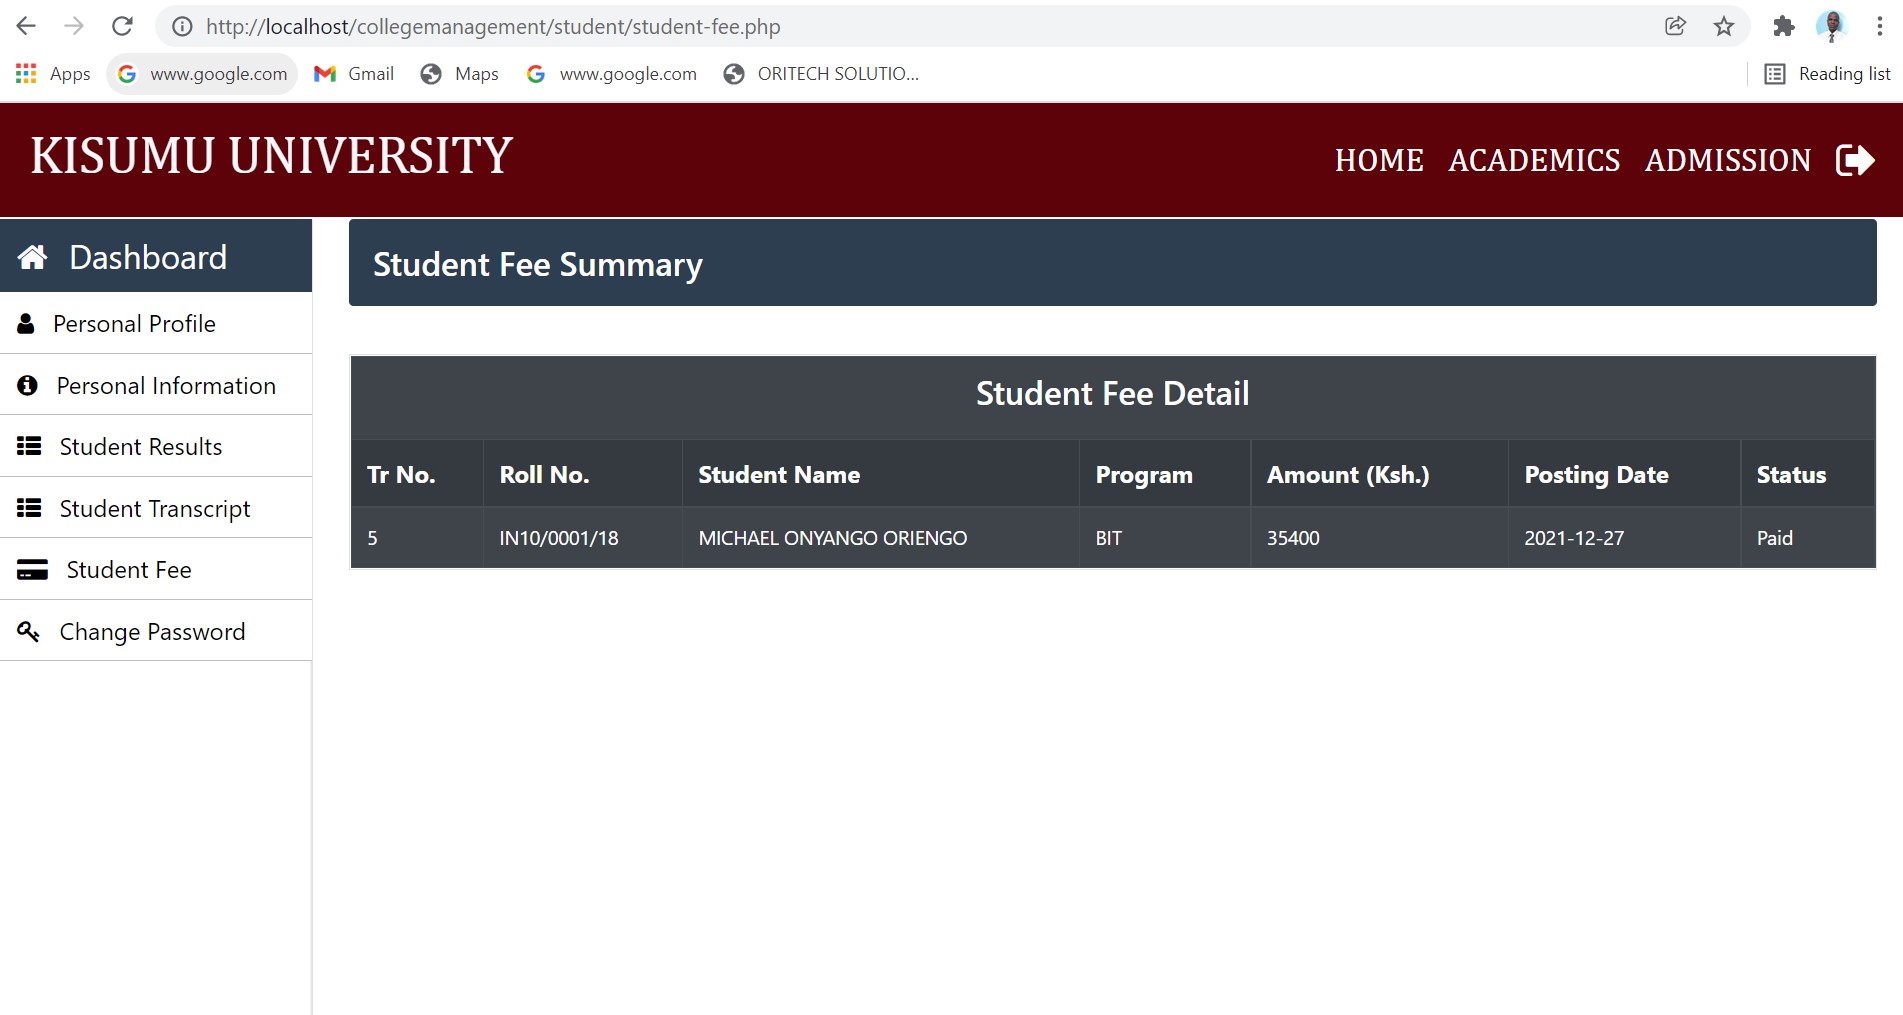 http://localhost/collegemanagement/student/student-fee.php
Apps www.google.com Gmail Maps www.google.com ORITECH SOLUTIO... Reading list
KISUMU UNIVERSITY HOME ACADEMICS ADMISSION
Dashboard
Personal Profile
Personal Information
Student Results
Student Transcript
Student Fee
Change Password
Student Fee Summary
Student Fee Detail
Tr No. Roll No. Student Name Program Amount (Ksh.) Posting Date Status
5 IN10/0001/18 MICHAEL ONYANGO ORIENGO BIT 35400 2021-12-27 Paid